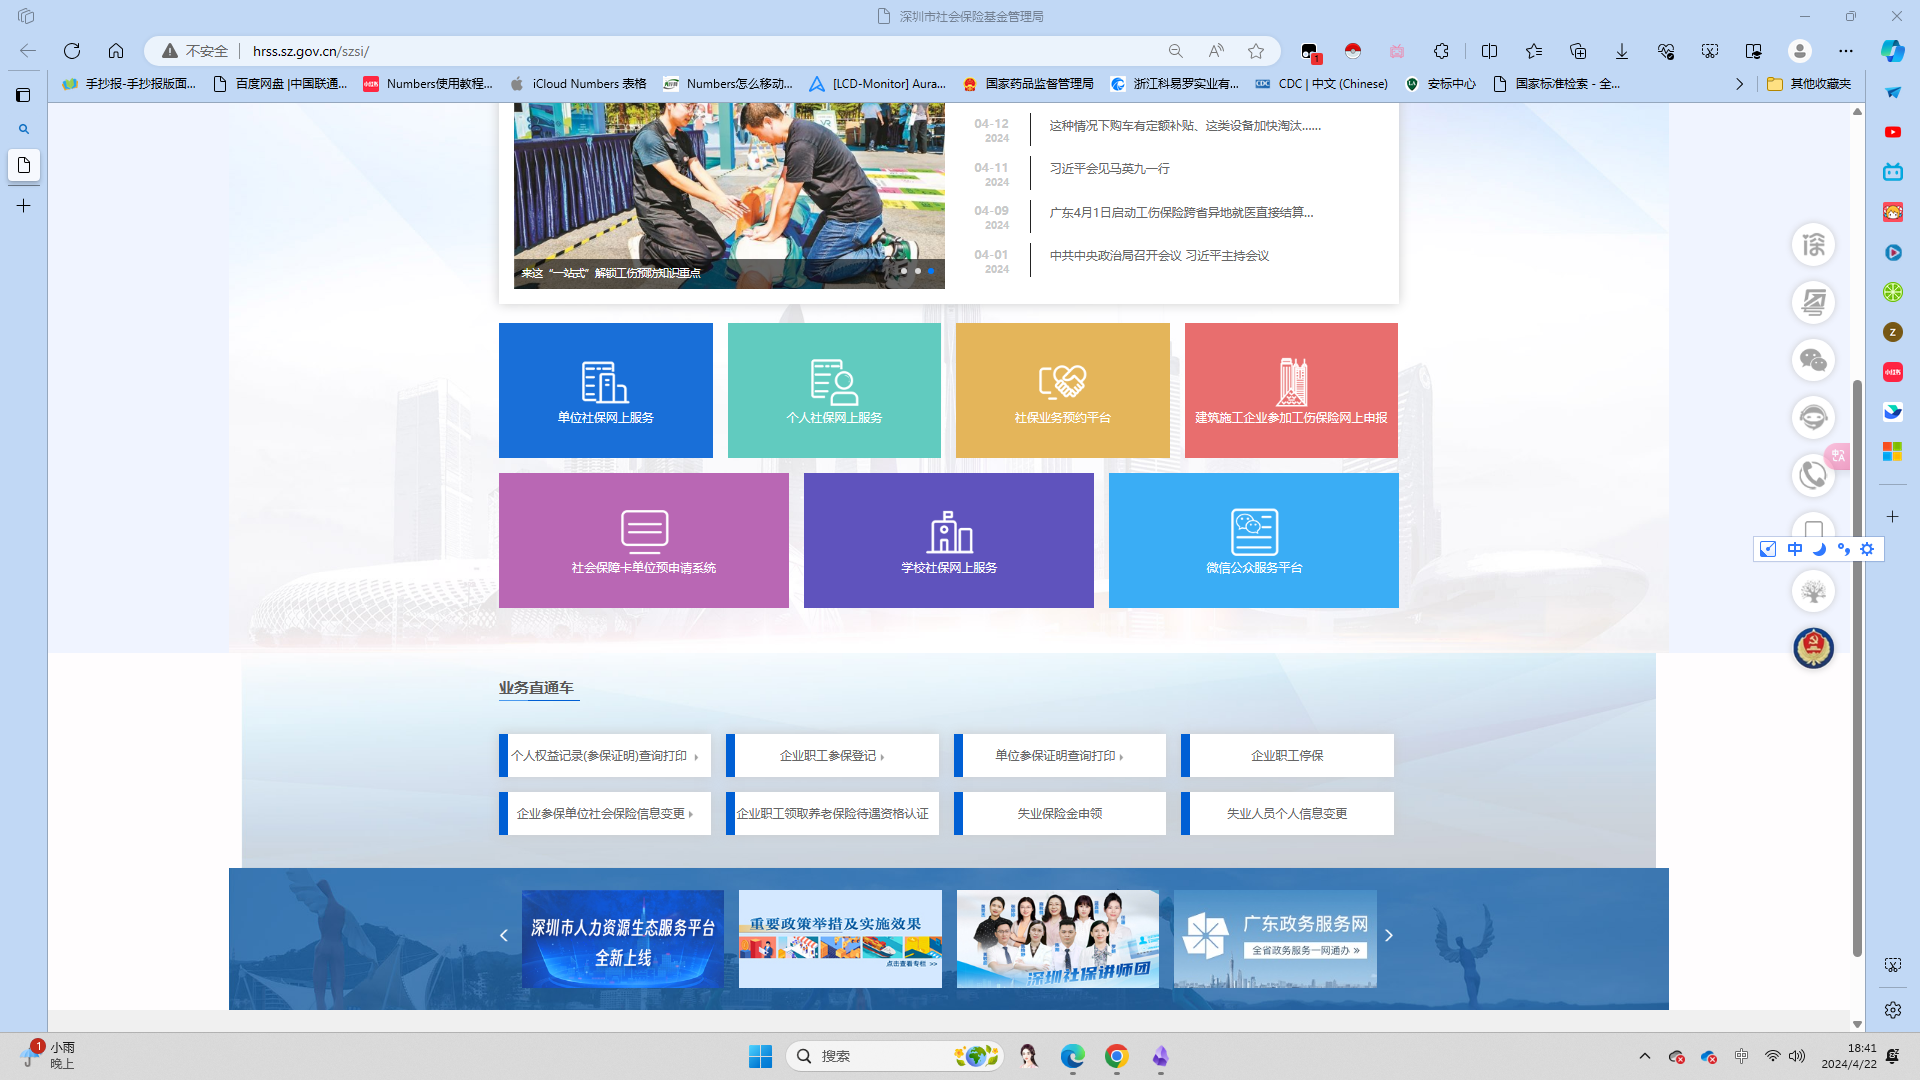 深圳市社会保险基金管理局
不安全
hrss.sz.gov.cn/szsi/
1
手抄报-手抄报版面...
百度网盘 |中国联通...
Numbers使用教程...
iCloud Numbers 表格
Numbers怎么移动...
[LCD-Monitor] Aura...
国家药品监督管理局
浙江科易罗实业有...
CDC | 中文 (Chinese)
安标中心
国家标准检索 - 全...
其他收藏夹
04-12
2024
这种情况下购车有定额补贴、这类设备加快淘汰......
04-11
2024
习近平会见马英九一行
04-09
2024
广东4月1日启动工伤保险跨省异地就医直接结算...
04-01
2024
中共中央政治局召开会议 习近平主持会议
来这“一站式”解锁工伤预防知识重点
单位社保网上服务
个人社保网上服务
社保业务预约平台
建筑施工企业参加工伤保险网上申报
社会保障卡单位预申请系统
学校社保网上服务
微信公众服务平台
深
中
业务直通车
个人权益记录(参保证明)查询打印
企业职工参保登记
单位参保证明查询打印
企业职工停保
企业参保单位社会保险信息变更
企业职工领取养老保险待遇资格认证
失业保险金申领
失业人员个人信息变更
深圳市人力资源生态服务平台
全新上线
重要政策举措及实施效果
点击查看专栏 >>
深圳社保讲师团
广东政务服务网
全省政务服务一网通办 »
1
小雨
晚上
搜索
中
18:41
2024/4/22